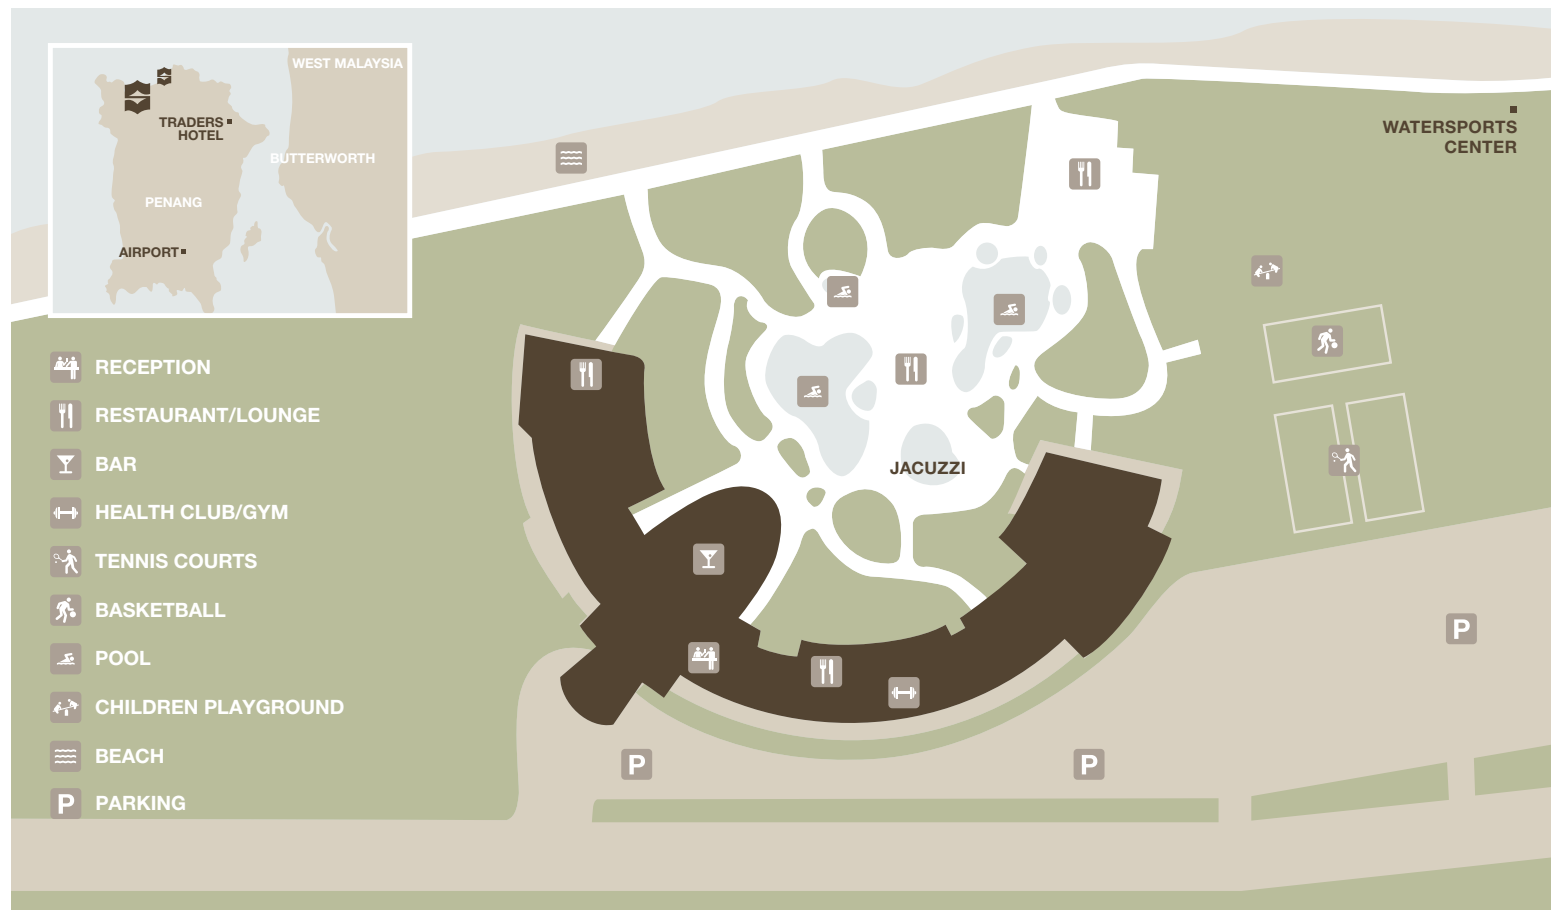 WEST MALAYSIA
TRADERS
HOTEL
BUTTERWORTH
PENANG
AIRPORT
WATERSPORTS
CENTER
JACUZZI
RECEPTION
RESTAURANT/LOUNGE
BAR
HEALTH CLUB/GYM
TENNIS COURTS
BASKETBALL
POOL
CHILDREN PLAYGROUND
BEACH
P PARKING
P
P
P